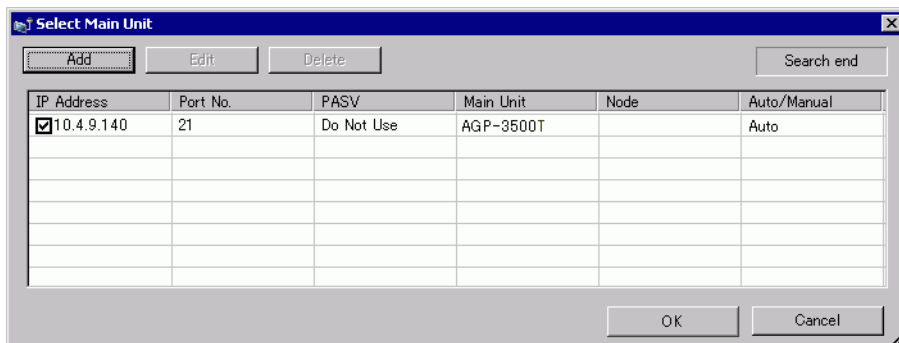 Select Main Unit
Add Edit Delete Search end
IP Address Port No. PASV Main Unit Node Auto/Manual
10.4.9.140 21 Do Not Use AGP-3500T Auto
OK Cancel